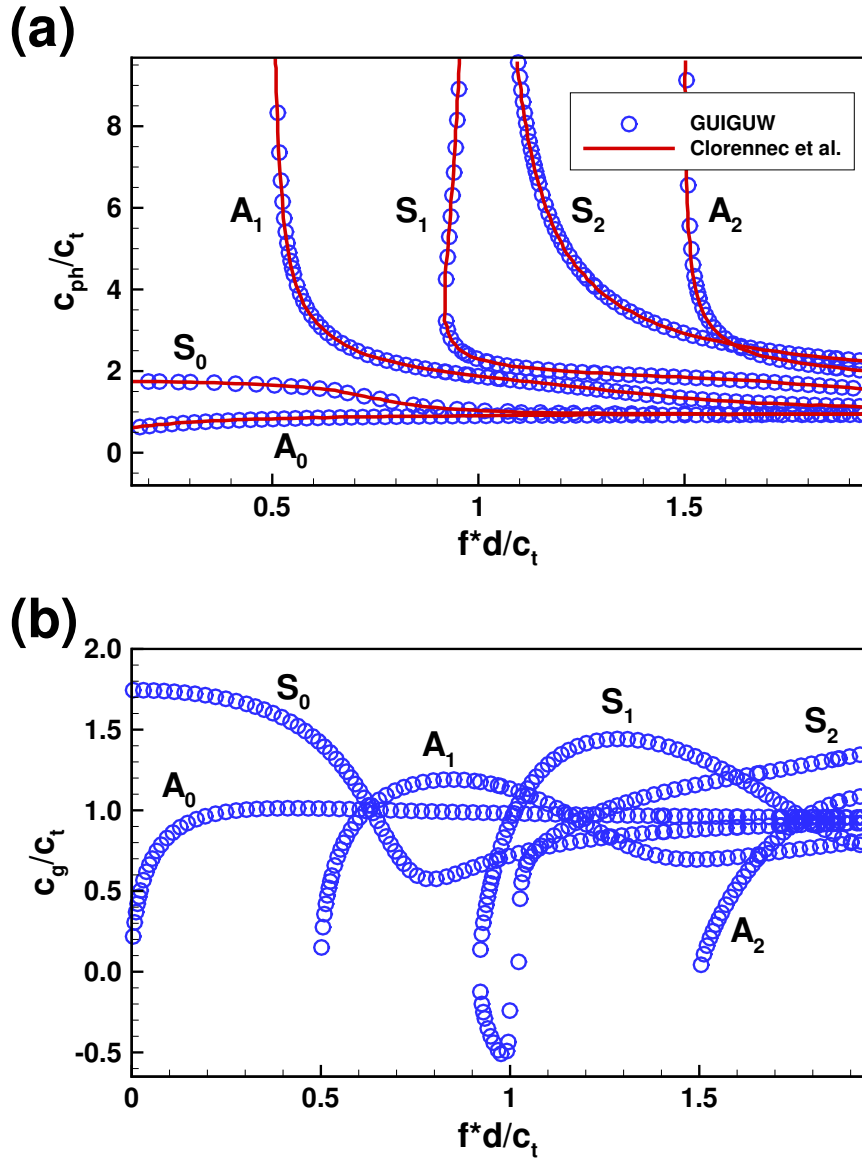 (a)
c_ph/c_t
8
6
4
2
0
A_1
S_1
S_2
A_2
S_0
A_0
GUIGUW
Clorennec et al.
0.5
1
1.5
f*d/c_t
(b)
c_g/c_t
2.0
1.5
1.0
0.5
0.0
-0.5
S_0
S_1
S_2
A_1
A_0
A_2
0
0.5
1
1.5
f*d/c_t